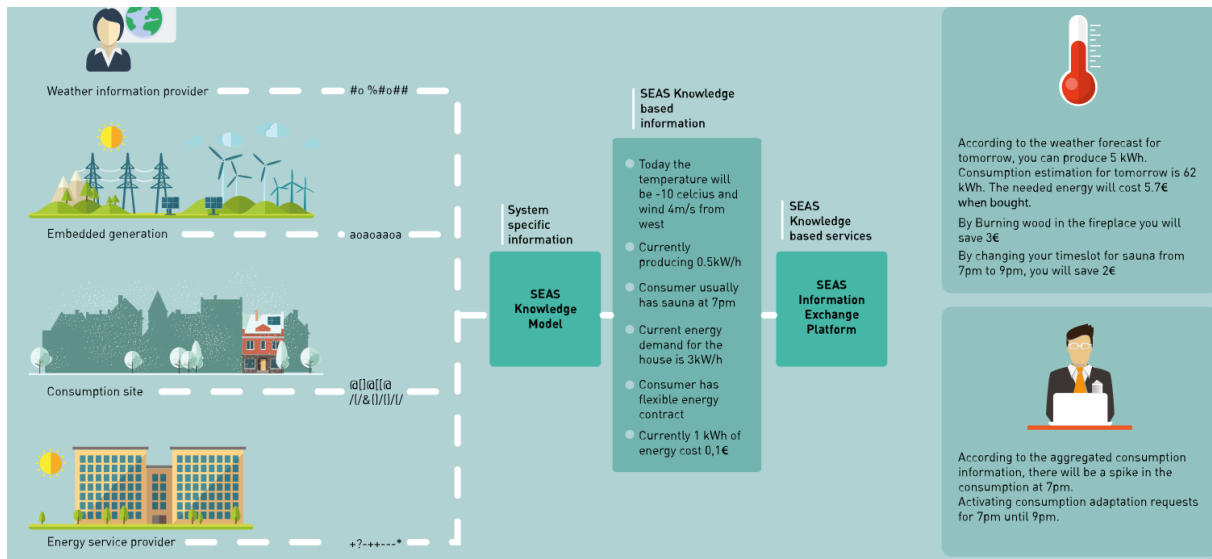 Weather information provider
#o %#o##
Embedded generation
aoaoaaoa
Consumption site
@[]@[[@
/(/&()/()/(/
Energy service provider
+?-++---*
System
specific
information
SEAS
Knowledge
Model
SEAS Knowledge
based
information
Today the
temperature will
be -10 celcius and
wind 4m/s from
west
Currently
producing 0.5kW/h
Consumer usually
has sauna at 7pm
Current energy
demand for the
house is 3kW/h
Consumer has
flexible energy
contract
Currently 1 kWh of
energy cost 0,1€
SEAS
Knowledge
based services
SEAS
Information
Exchange
Platform
According to the weather forecast for
tomorrow, you can produce 5 kWh.
Consumption estimation for tomorrow is 62
kWh. The needed energy will cost 5.7€
when bought.
By Burning wood in the fireplace you will
save 3€
By changing your timeslot for sauna from
7pm to 9pm, you will save 2€
According to the aggregated consumption
information, there will be a spike in the
consumption at 7pm.
Activating consumption adaptation requests
for 7pm until 9pm.